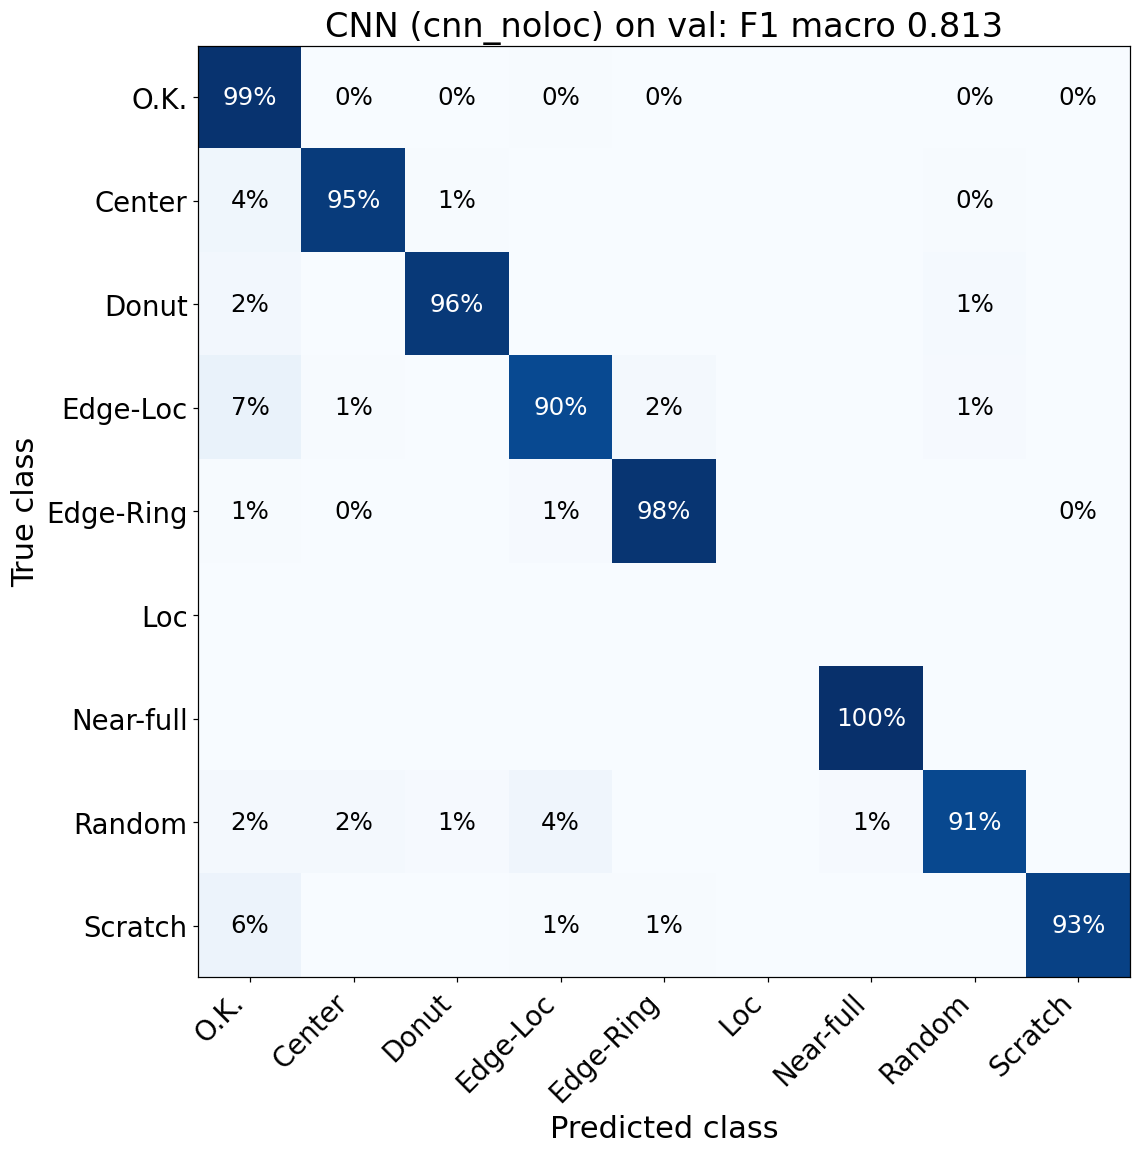 CNN (cnn_noloc) on val: F1 macro 0.813
True class
O.K. 99% 0% 0% 0% 0% 0% 0%
Center 4% 95% 1% 0%
Donut 2% 96% 1%
Edge-Loc 7% 1% 90% 2% 1%
Edge-Ring 1% 0% 1% 98% 0%
Loc
Near-full 100%
Random 2% 2% 1% 4% 1% 91%
Scratch 6% 1% 1% 93%
O.K. Center Donut Edge-Loc Edge-Ring Loc Near-full Random Scratch
Predicted class